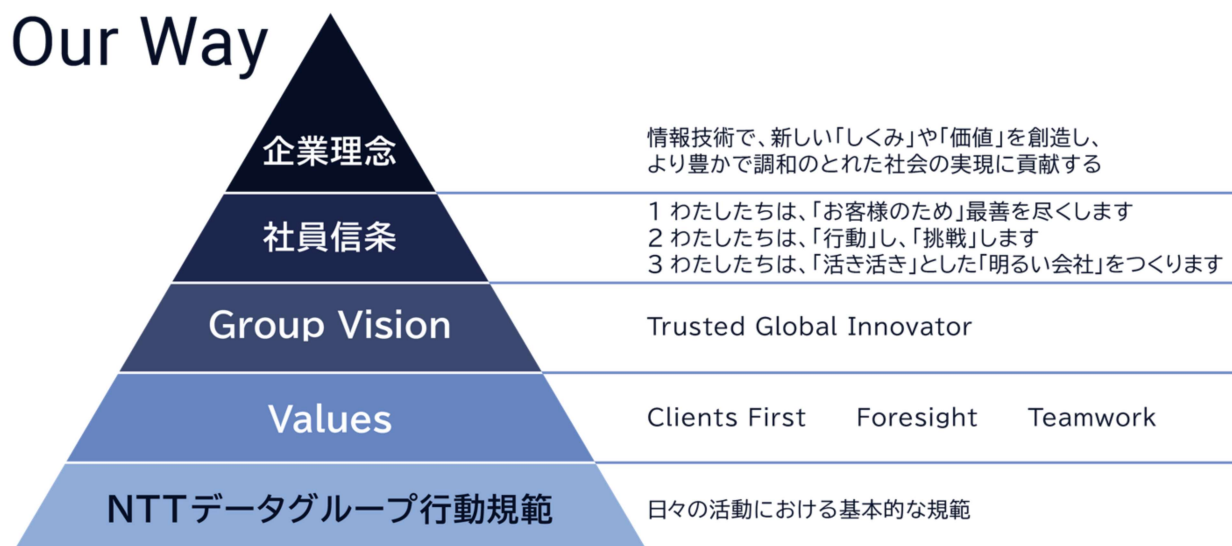 Our Way
企業理念
情報技術で、新しい「しくみ」や「価値」を創造し、
より豊かで調和のとれた社会の実現に貢献する
社員信条
1 わたしたちは、「お客様のため」最善を尽くします
2 わたしたちは、「行動」し、「挑戦」します
3 わたしたちは、「活き活き」とした「明るい会社」をつくります
Group Vision
Trusted Global Innovator
Values
Clients First Foresight Teamwork
NTTデータグループ行動規範
日々の活動における基本的な規範